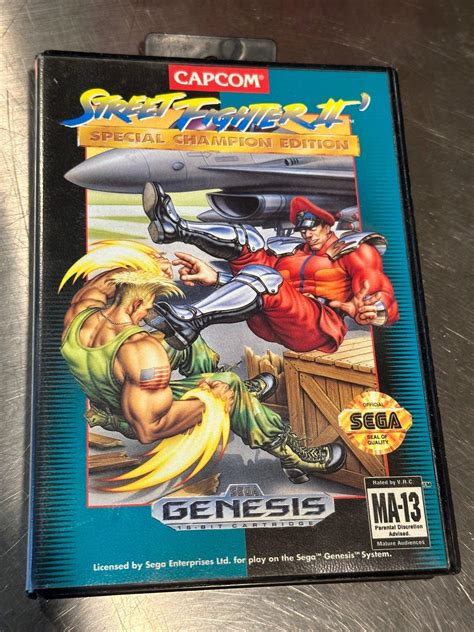 CAPCOM
STREET FIGHTER II'
SPECIAL CHAMPION EDITION
OFFICIAL
SEGA
SEAL OF
QUALITY
Rated by V.R.C.
MA-13
Parental Discretion
Advised.
Mature Audiences
SEGA
GENESIS
16-BIT CARTRIDGE
Licensed by Sega Enterprises Ltd. for play on the Sega™ Genesis™ System.